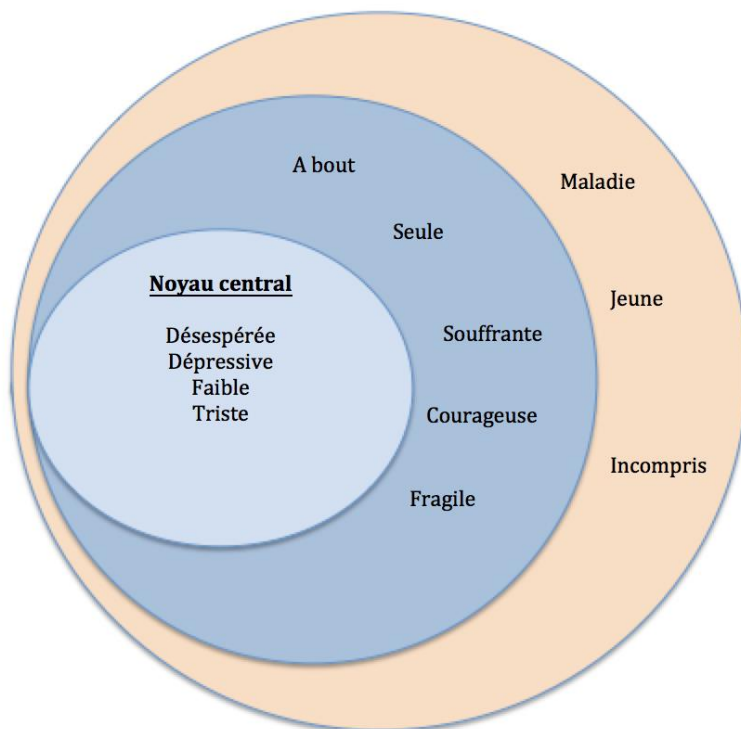 A bout
Maladie
Seule
Noyau central
Jeune
Désespérée
Souffrante
Dépressive
Faible
Triste
Courageuse
Incompris
Fragile